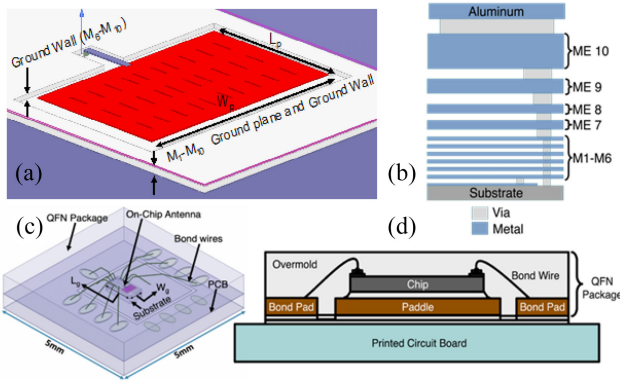 Ground Wall (M6-M10)
Lp
Wp
M1-M10 Ground plane and Ground Wall
(a)
Aluminum
ME 10
ME 9
ME 8
ME 7
M1-M6
Substrate
Via
Metal
(b)
(c)
QFN Package
On-Chip Antenna
Bond wires
Lg
Wg
Substrate
PCB
5mm
5mm
(d)
Overmold
Chip
Bond Wire
QFN
Package
Bond Pad
Paddle
Bond Pad
Printed Circuit Board